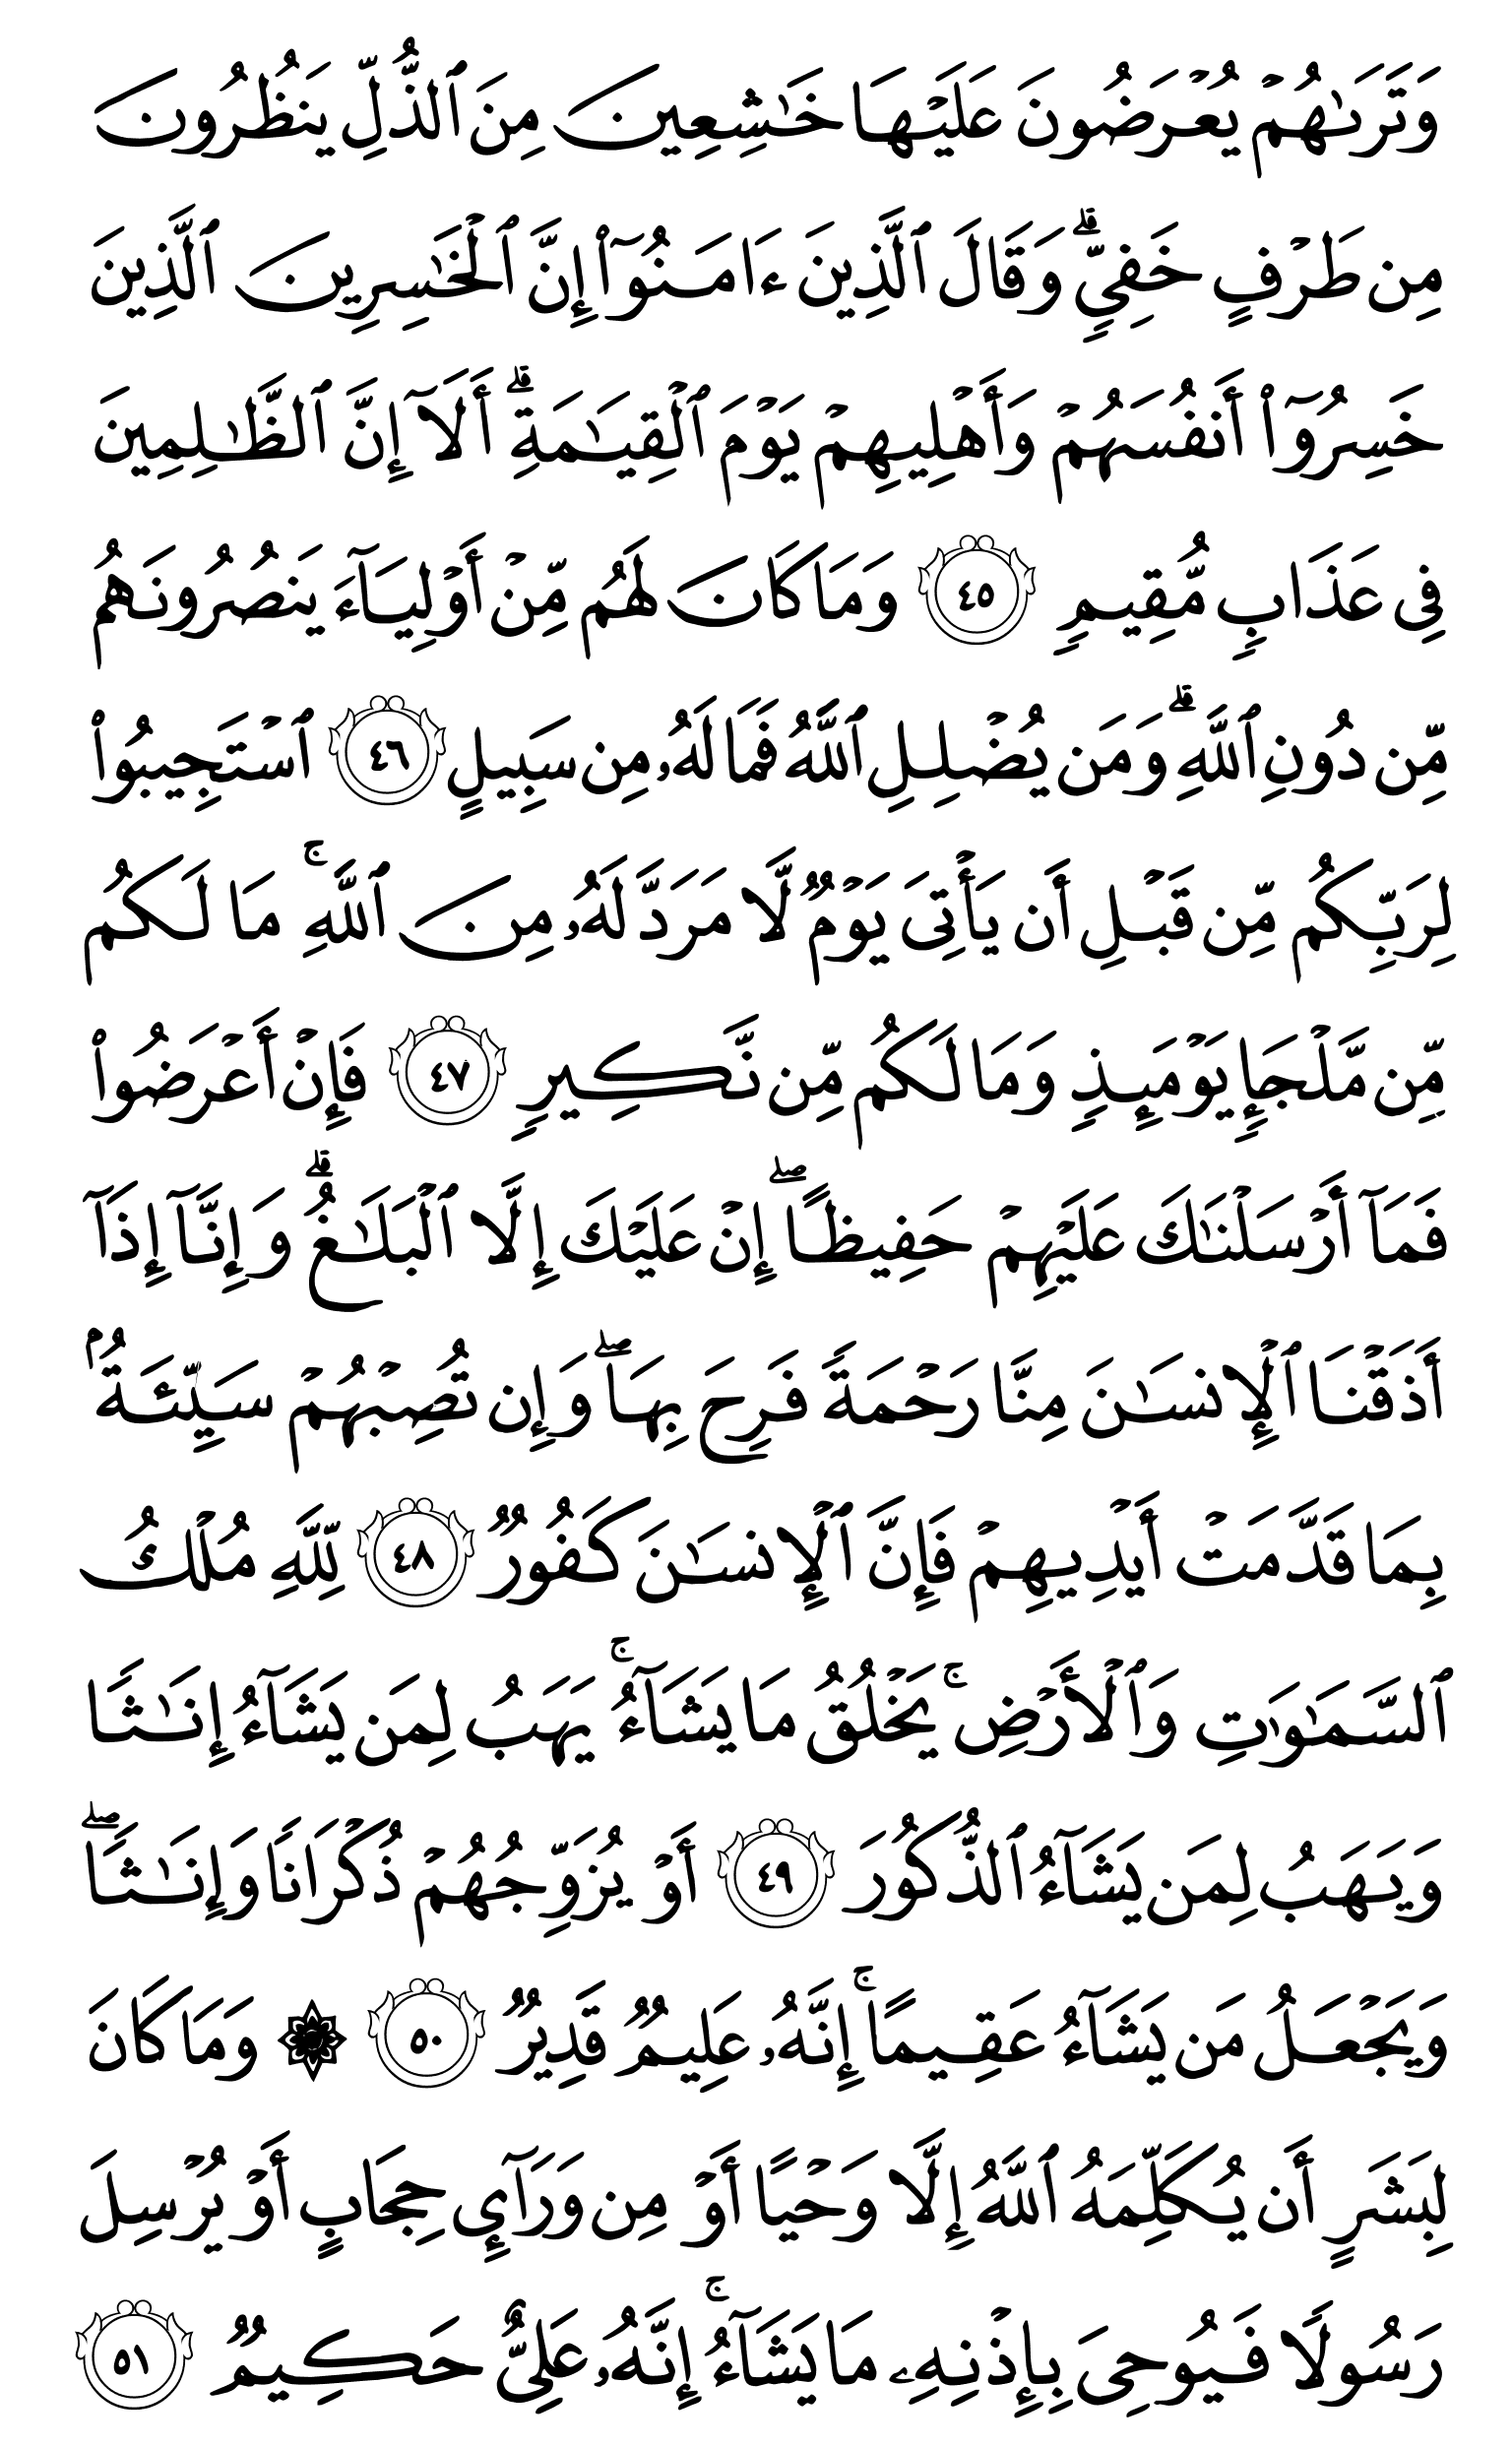 وَتَرَىٰهُمْ يُعْرَضُونَ عَلَيْهَا خَـٰشِعِينَ مِنَ ٱلذُّلِّ يَنظُرُونَ
مِن طَرْفٍ خَفِىٍّ ۗ وَقَالَ ٱلَّذِينَ ءَامَنُوٓا۟ إِنَّ ٱلْخَـٰسِرِينَ ٱلَّذِينَ
خَسِرُوٓا۟ أَنفُسَهُمْ وَأَهْلِيهِمْ يَوْمَ ٱلْقِيَـٰمَةِ ۗ أَلَآ إِنَّ ٱلظَّـٰلِمِينَ
فِى عَذَابٍ مُّقِيمٍ ٤٥ وَمَا كَانَ لَهُم مِّنْ أَوْلِيَآءَ يَنصُرُونَهُم
مِّن دُونِ ٱللَّهِ ۗ وَمَن يُضْلِلِ ٱللَّهُ فَمَا لَهُۥ مِن سَبِيلٍ ٤٦ ٱسْتَجِيبُوا۟
لِرَبِّكُم مِّن قَبْلِ أَن يَأْتِىَ يَوْمٌ لَّا مَرَدَّ لَهُۥ مِنَ ٱللَّهِ ۚ مَا لَكُم
مِّن مَّلْجَإٍ يَوْمَئِذٍ وَمَا لَكُم مِّن نَّكِيرٍ ٤٧ فَإِنْ أَعْرَضُوا۟
فَمَآ أَرْسَلْنَـٰكَ عَلَيْهِمْ حَفِيظًا ۖ إِنْ عَلَيْكَ إِلَّا ٱلْبَلَـٰغُ ۗ وَإِنَّآ إِذَآ
أَذَقْنَا ٱلْإِنسَـٰنَ مِنَّا رَحْمَةً فَرِحَ بِهَا ۖ وَإِن تُصِبْهُمْ سَيِّئَةُۢ
بِمَا قَدَّمَتْ أَيْدِيهِمْ فَإِنَّ ٱلْإِنسَـٰنَ كَفُورٌ ٤٨ لِّلَّهِ مُلْكُ
ٱلسَّمَـٰوَٰتِ وَٱلْأَرْضِ ۚ يَخْلُقُ مَا يَشَآءُ ۚ يَهَبُ لِمَن يَشَآءُ إِنَـٰثًا
وَيَهَبُ لِمَن يَشَآءُ ٱلذُّكُورَ ٤٩ أَوْ يُزَوِّجُهُمْ ذُكْرَانًا وَإِنَـٰثًا ۖ
وَيَجْعَلُ مَن يَشَآءُ عَقِيمًا ۚ إِنَّهُۥ عَلِيمٌ قَدِيرٌ ٥٠ ۞ وَمَا كَانَ
لِبَشَرٍ أَن يُكَلِّمَهُ ٱللَّهُ إِلَّا وَحْيًا أَوْ مِن وَرَآئِ حِجَابٍ أَوْ يُرْسِلَ
رَسُولًا فَيُوحِىَ بِإِذْنِهِۦ مَا يَشَآءُ ۚ إِنَّهُۥ عَلِىٌّ حَكِيمٌ ٥١